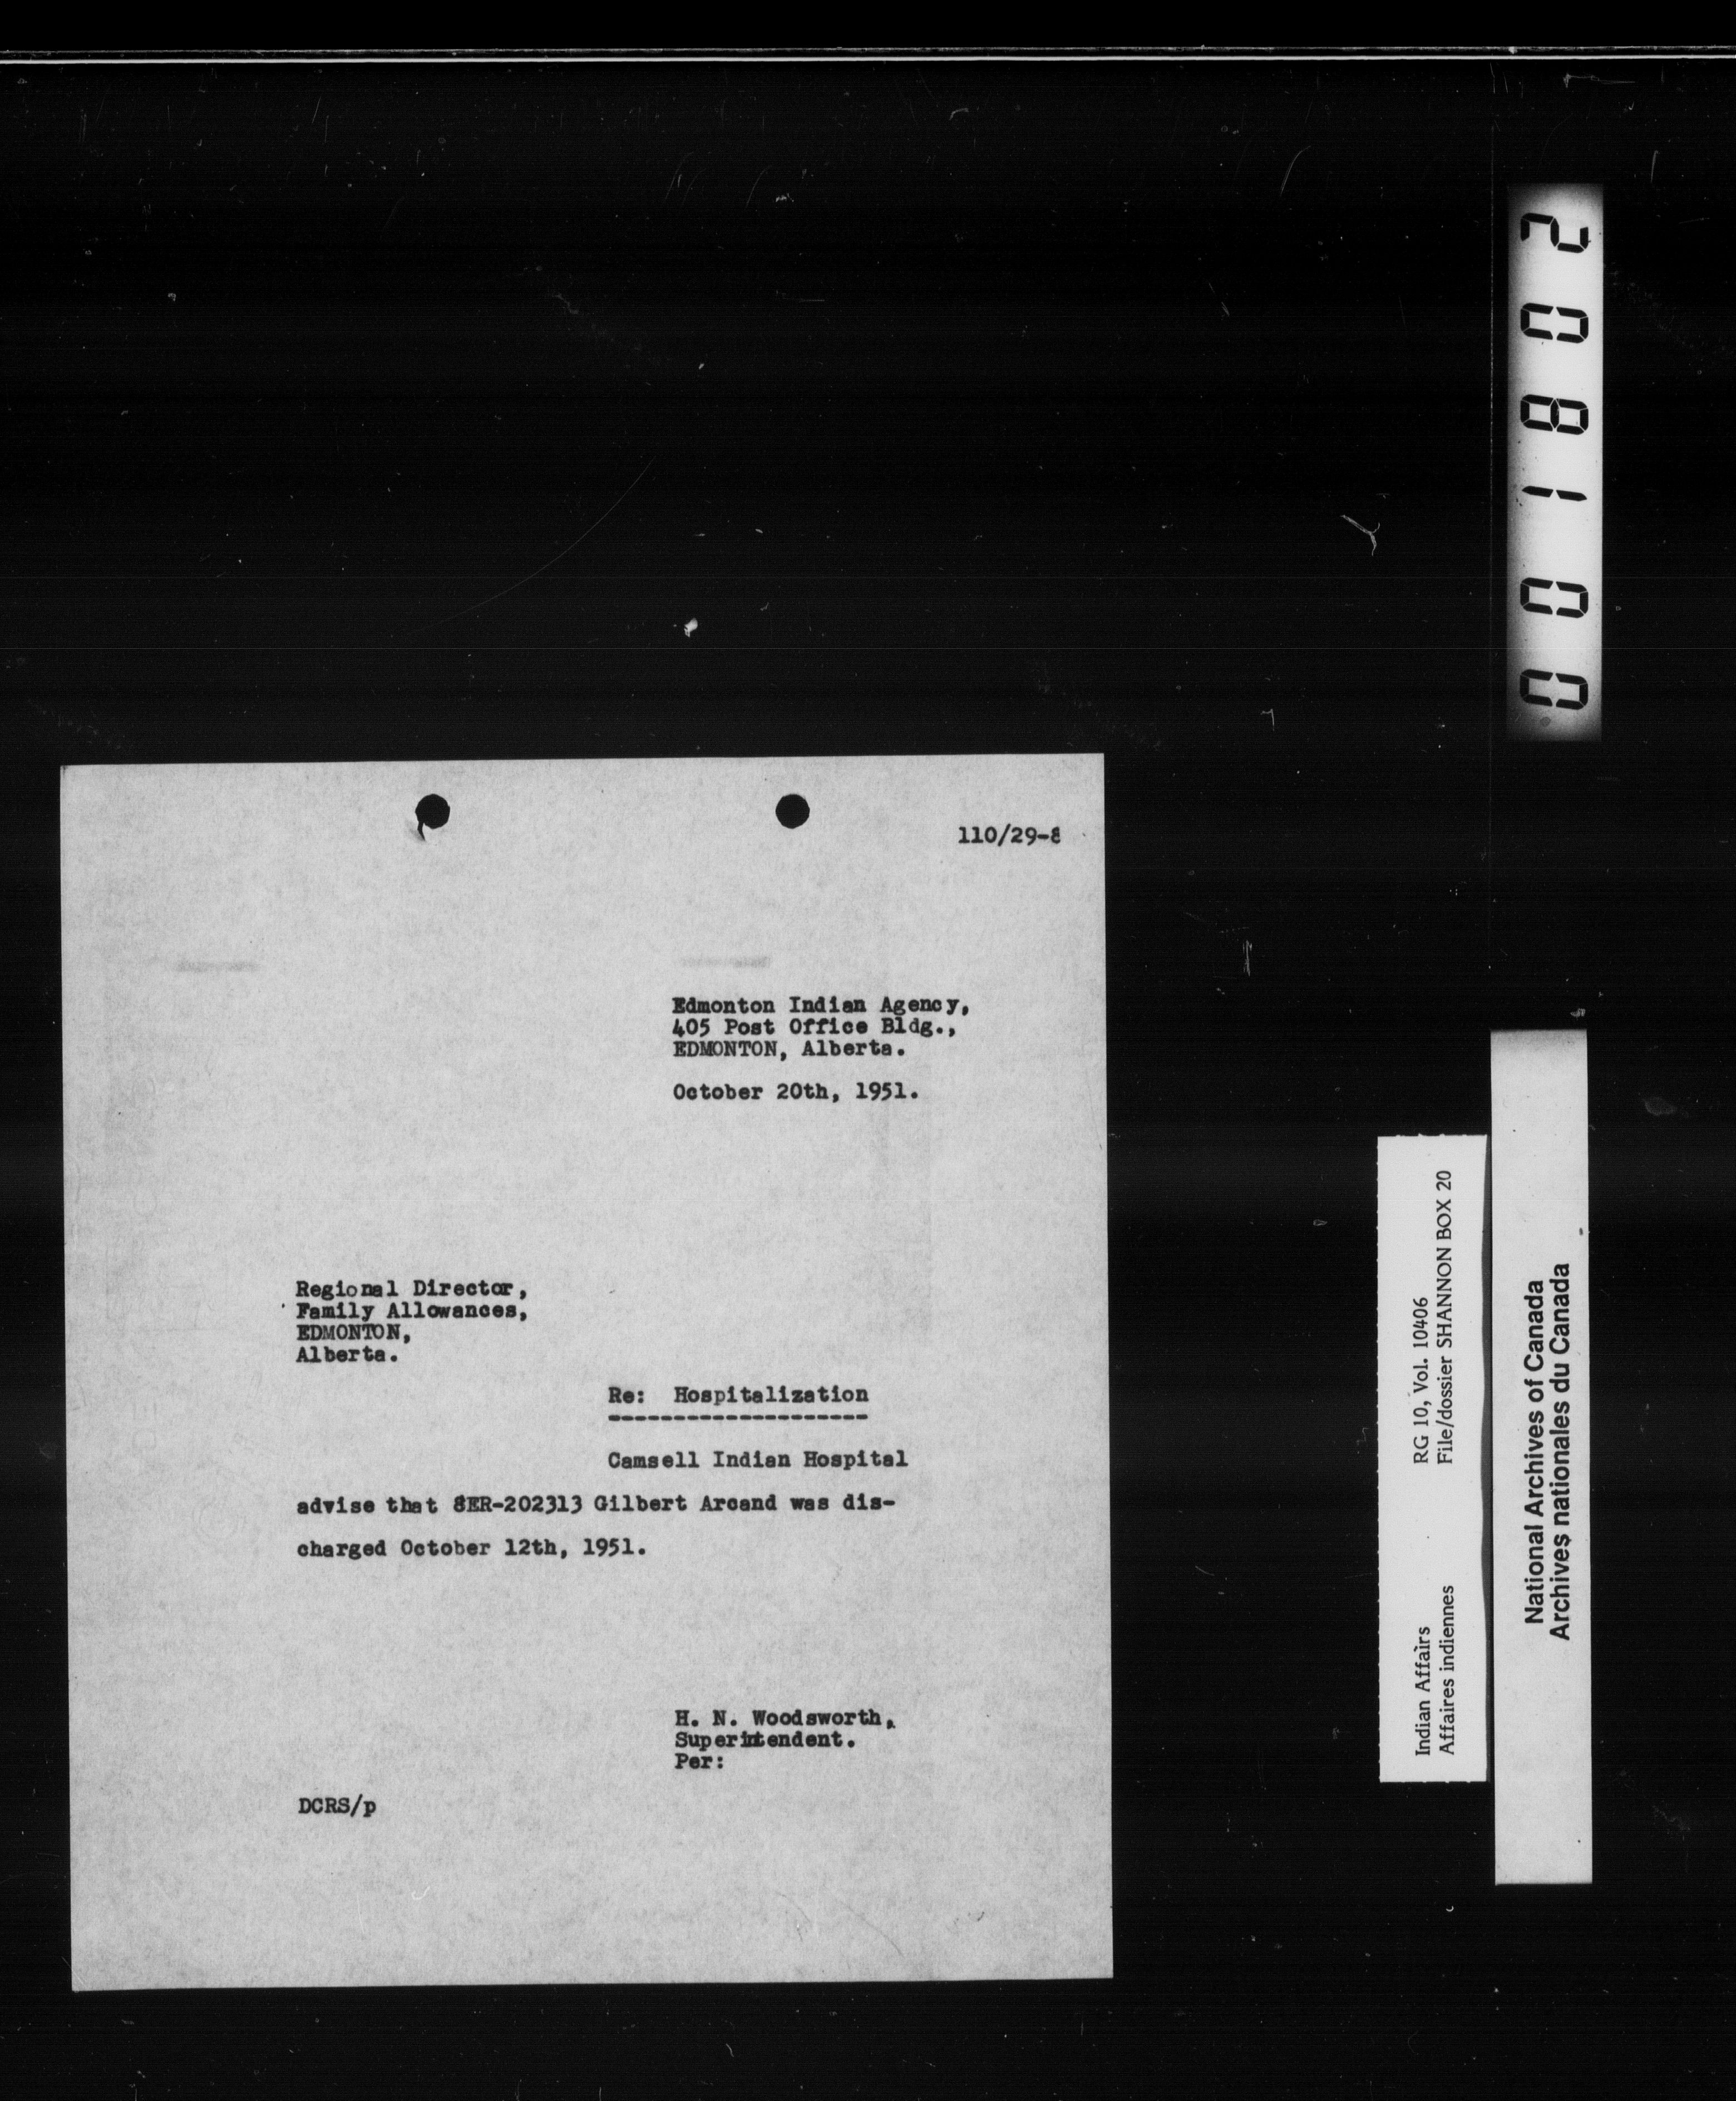 110/29-8
Edmonton Indian Agency,
405 Post Office Bldg.,
EDMONTON, Alberta.
October 20th, 1951.
Regional Director,
Family Allowances,
EDMONTON,
Alberta.
Re: Hospitalization
--------------------
Camsell Indian Hospital
advise that SER-202313 Gilbert Arcand was dis-
charged October 12th, 1951.
H. N. Woodsworth,
Superintendent.
Per:
DCRS/p
001802
Indian Affairs RG 10, Vol. 10406
Affaires indiennes File/dossier SHANNON BOX 20
National Archives of Canada
Archives nationales du Canada